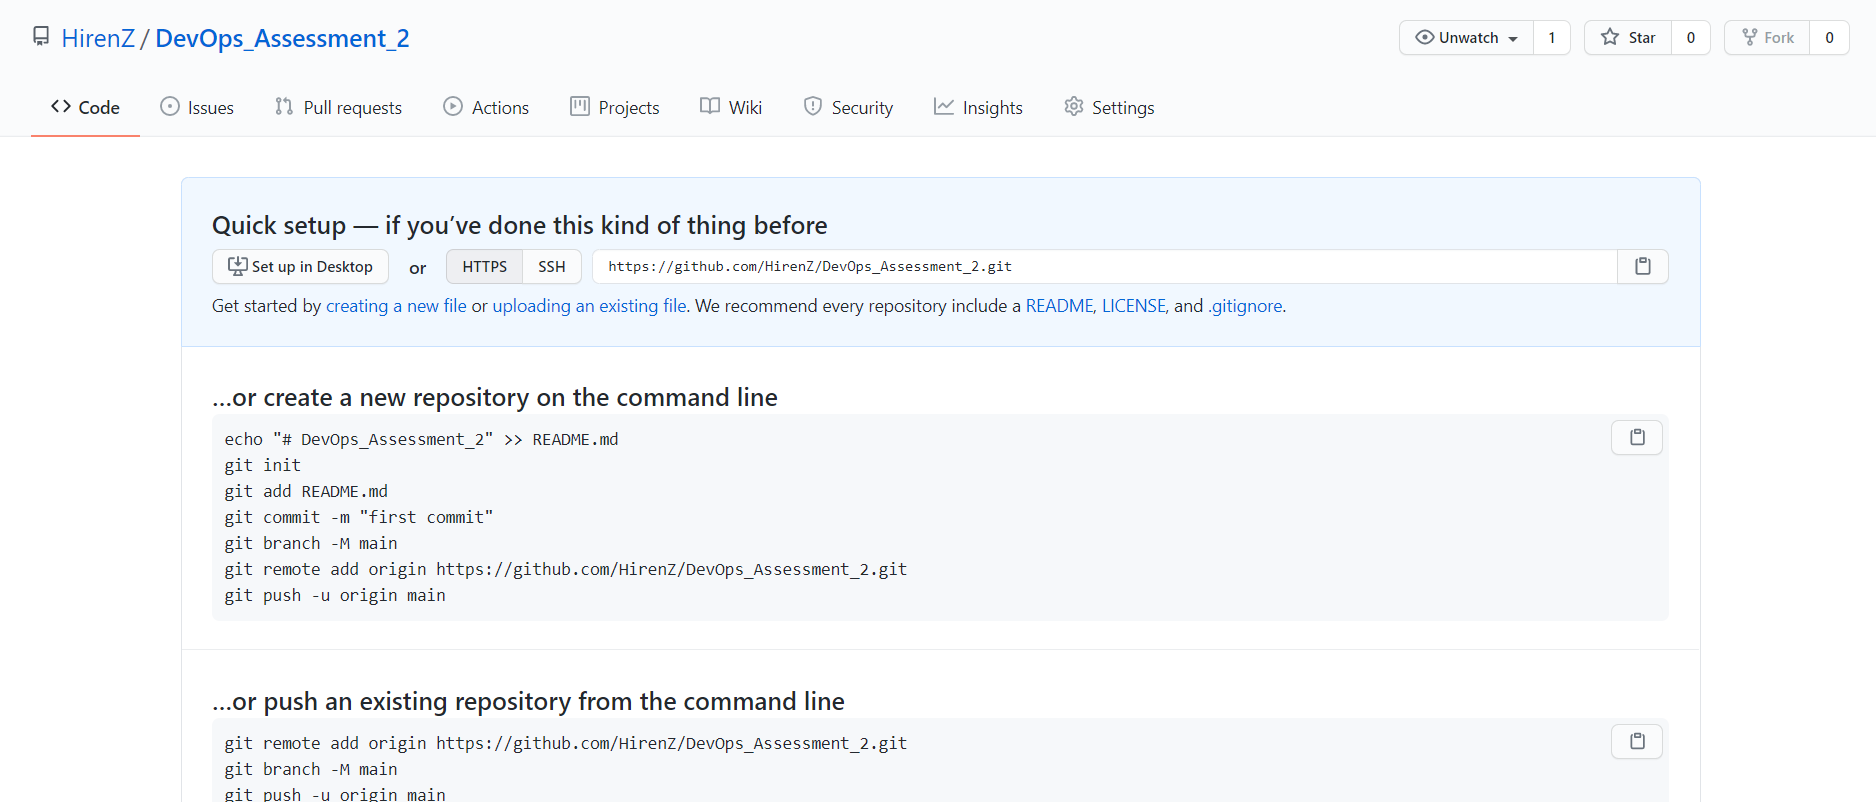 HirenZ / DevOps_Assessment_2
Unwatch 1 Star 0 Fork 0
Code Issues Pull requests Actions Projects Wiki Security Insights Settings
Quick setup — if you’ve done this kind of thing before
Set up in Desktop or HTTPS SSH https://github.com/HirenZ/DevOps_Assessment_2.git
Get started by creating a new file or uploading an existing file. We recommend every repository include a README, LICENSE, and .gitignore.
…or create a new repository on the command line
echo "# DevOps_Assessment_2" >> README.md
git init
git add README.md
git commit -m "first commit"
git branch -M main
git remote add origin https://github.com/HirenZ/DevOps_Assessment_2.git
git push -u origin main
…or push an existing repository from the command line
git remote add origin https://github.com/HirenZ/DevOps_Assessment_2.git
git branch -M main
git push -u origin main